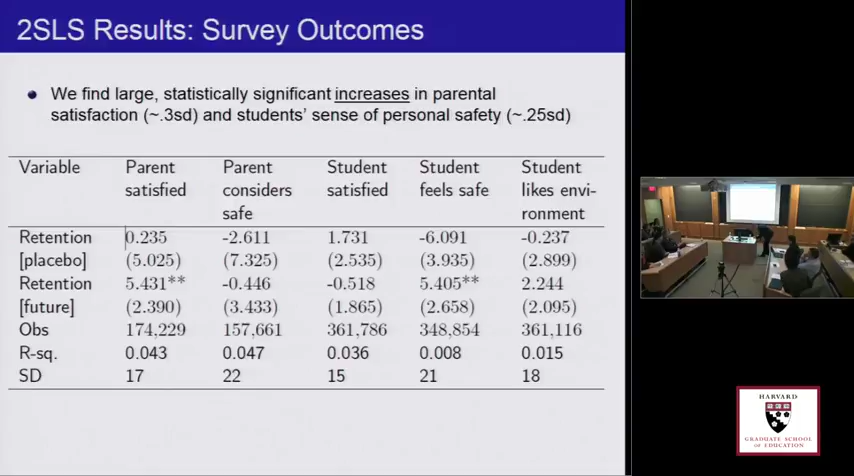 2SLS Results: Survey Outcomes
We find large, statistically significant increases in parental
satisfaction (~.3sd) and students' sense of personal safety (~.25sd)
Variable Parent Parent Student Student Student
satisfied considers satisfied feels safe likes envi-
safe ronment
Retention 0.235 -2.611 1.731 -6.091 -0.237
[placebo] (5.025) (7.325) (2.535) (3.935) (2.899)
Retention 5.431** -0.446 -0.518 5.405** 2.244
[future] (2.390) (3.433) (1.865) (2.658) (2.095)
Obs 174,229 157,661 361,786 348,854 361,116
R-sq. 0.043 0.047 0.036 0.008 0.015
SD 17 22 15 21 18
HARVARD
GRADUATE SCHOOL
OF EDUCATION